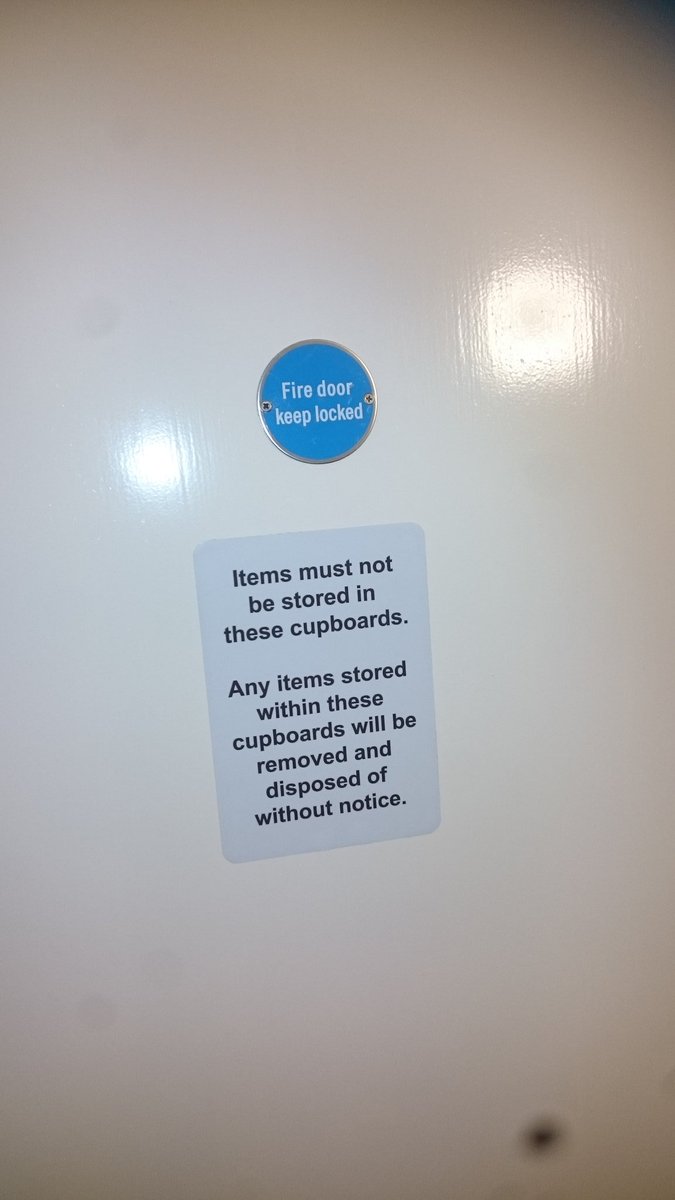 Fire door
keep locked
Items must not
be stored in
these cupboards.
Any items stored
within these
cupboards will be
removed and
disposed of
without notice.